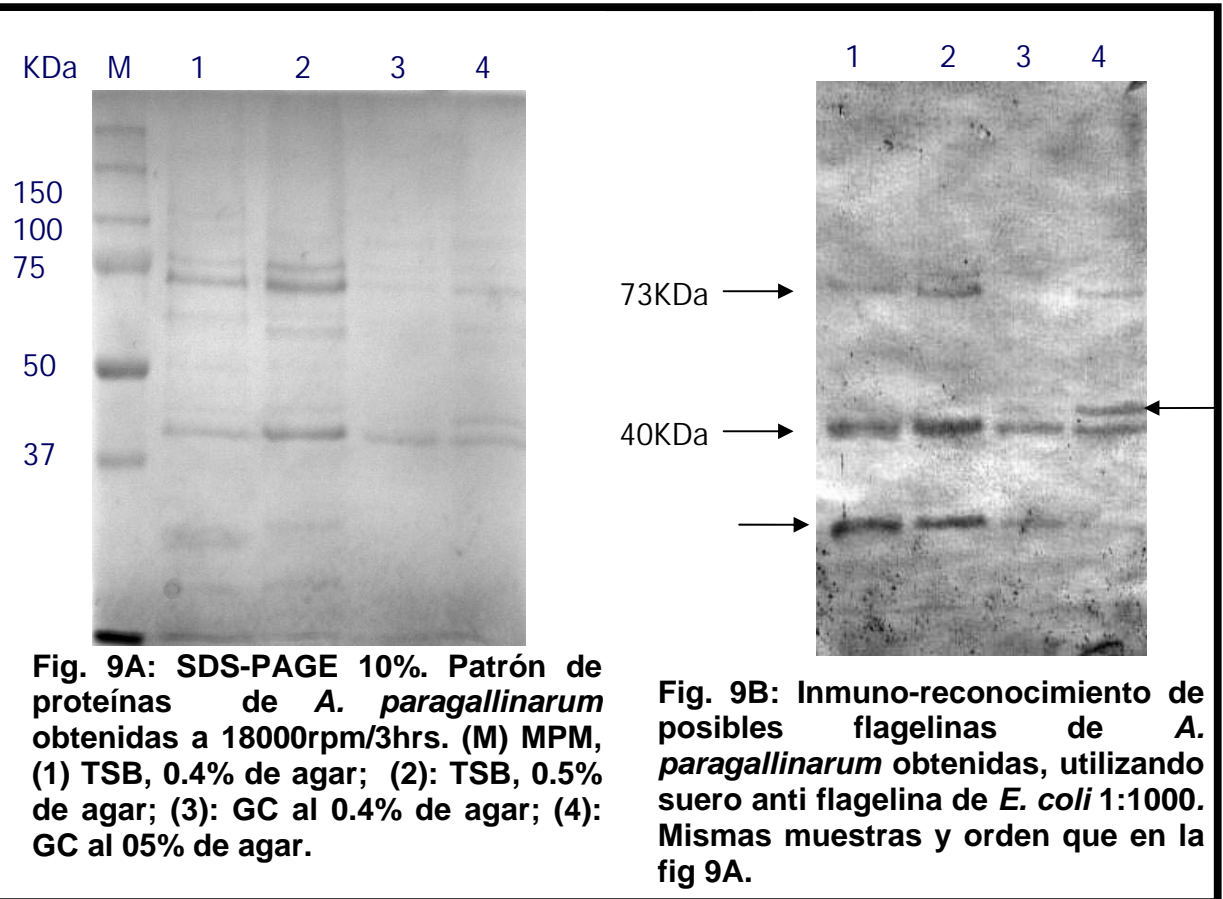 KDa M 1 2 3 4
150
100
75
50
37
Fig. 9A: SDS-PAGE 10%. Patrón de
proteínas de A. paragallinarum
obtenidas a 18000rpm/3hrs. (M) MPM,
(1) TSB, 0.4% de agar; (2): TSB, 0.5%
de agar; (3): GC al 0.4% de agar; (4):
GC al 05% de agar.
1 2 3 4
73KDa
40KDa
Fig. 9B: Inmuno-reconocimiento de
posibles flagelinas de A.
paragallinarum obtenidas, utilizando
suero anti flagelina de E. coli 1:1000.
Mismas muestras y orden que en la
fig 9A.